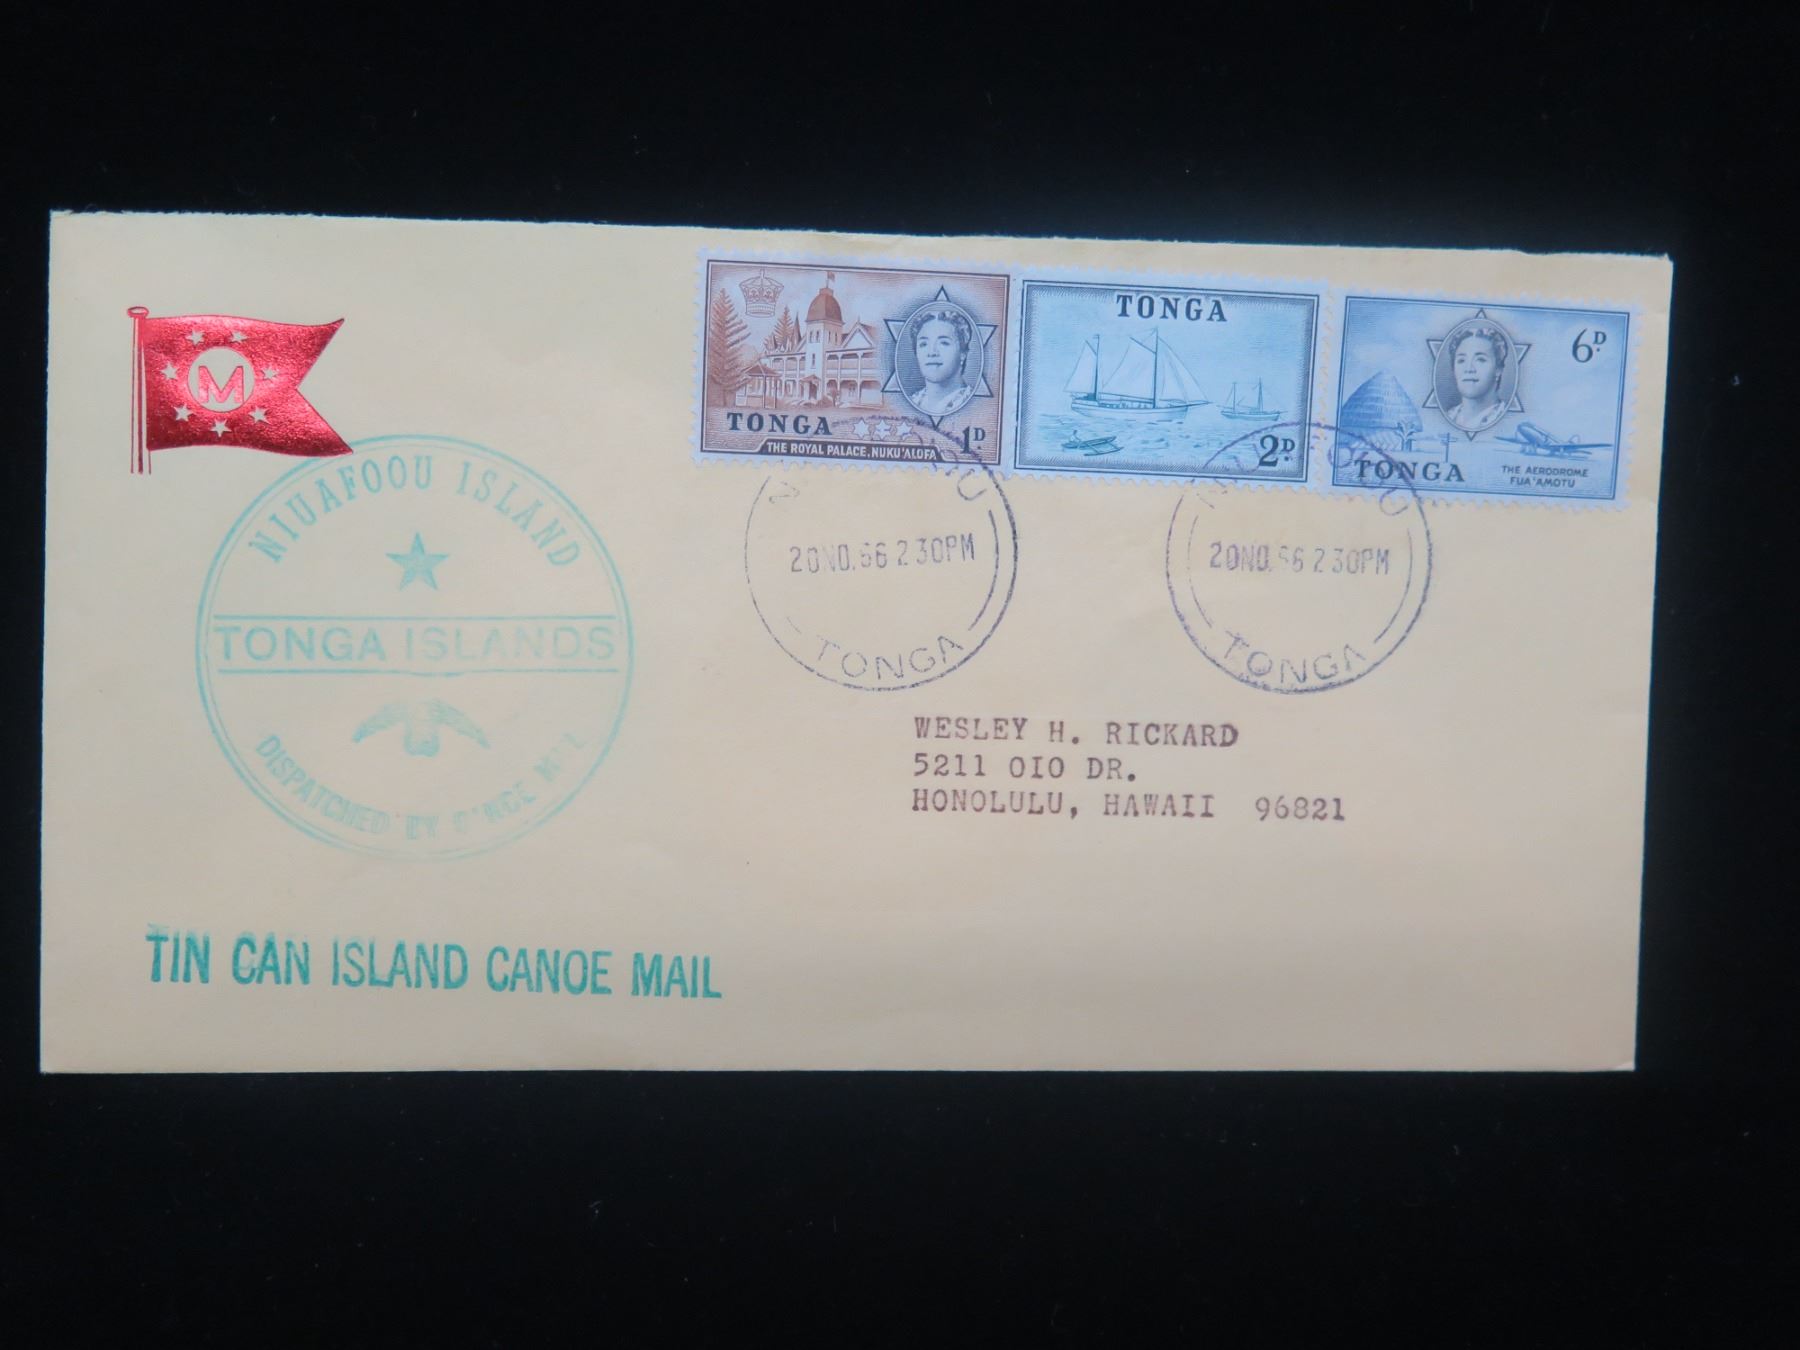 M
NIUAFOOU ISLAND
TONGA ISLANDS
DISPATCHED BY
TIN CAN ISLAND CANOE MAIL
TONGA
1D.
THE ROYAL PALACE, NUKU'ALOFA
TONGA
2D.
6D.
TONGA
THE AERODROME
FUA'AMOTU
20NO.66 2 30PM
TONGA
20NO.66 2 30PM
TONGA
WESLEY H. RICKARD
5211 OIO DR.
HONOLULU, HAWAII 96821